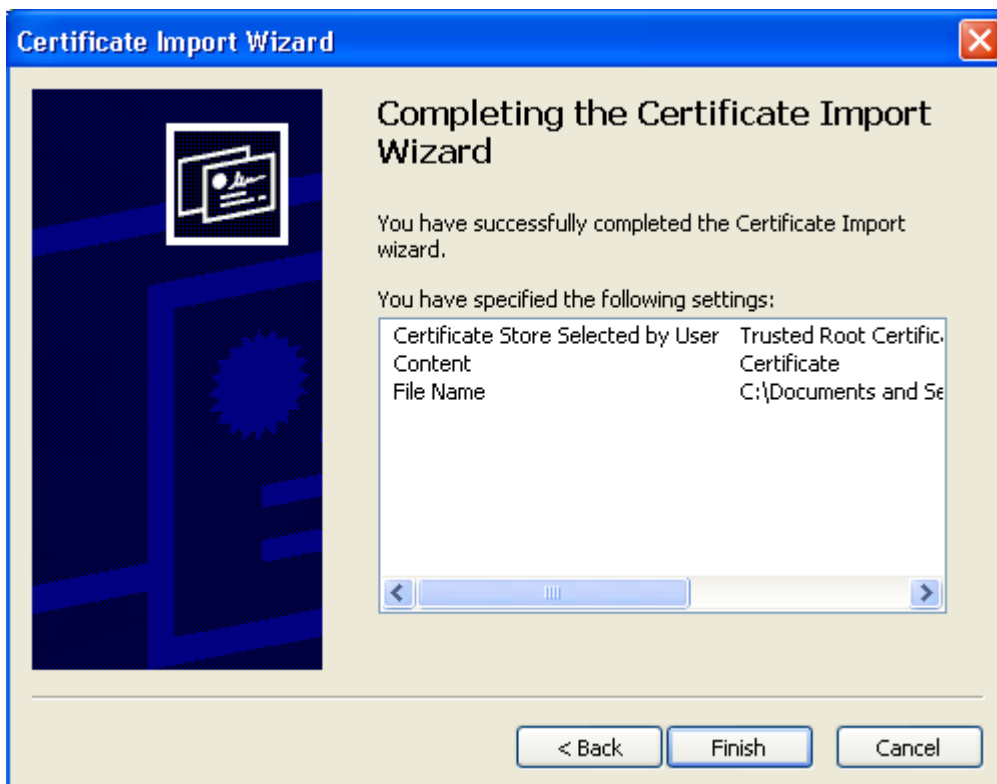 Certificate Import Wizard
Completing the Certificate Import
Wizard
You have successfully completed the Certificate Import
wizard.
You have specified the following settings:
Certificate Store Selected by User Trusted Root Certific
Content Certificate
File Name C:\Documents and Se
< Back Finish Cancel